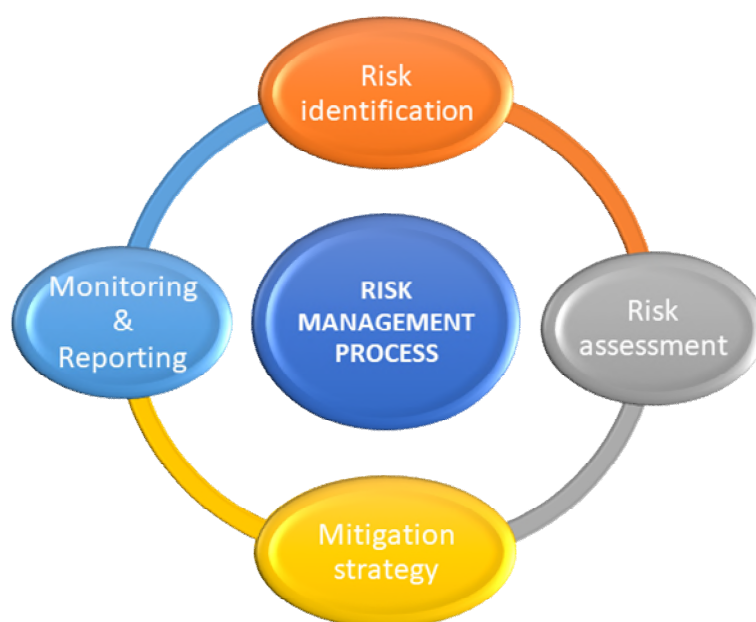 Risk
identification
Monitoring
&
Reporting
RISK
MANAGEMENT
PROCESS
Risk
assessment
Mitigation
strategy